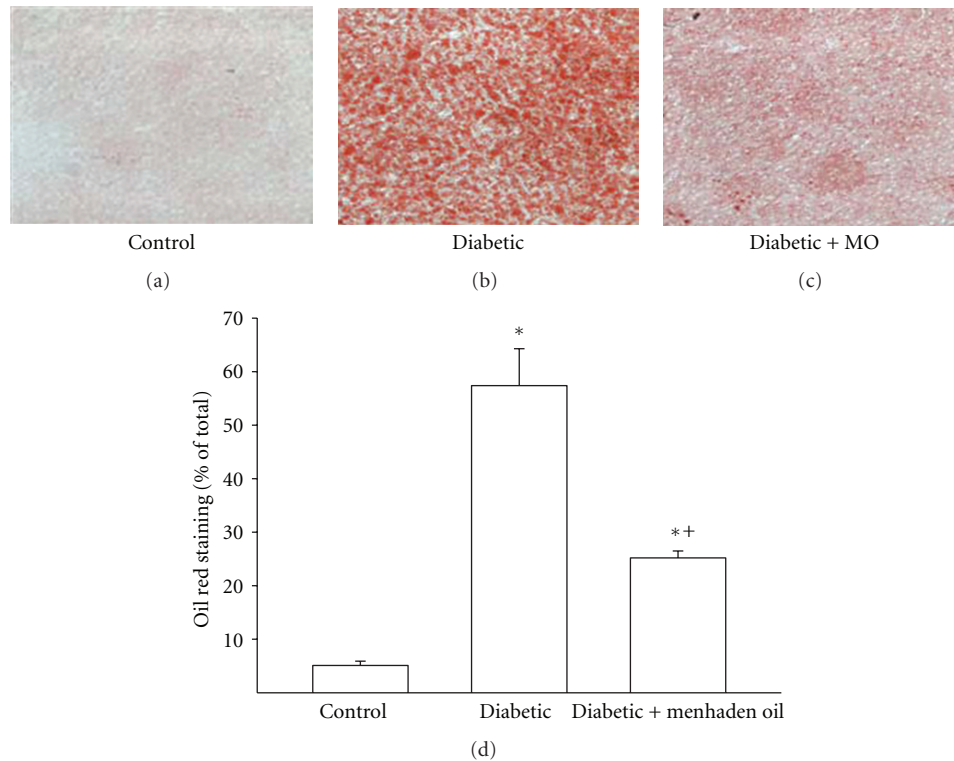 Control
Diabetic
Diabetic + MO
(a)
(b)
(c)
70
60
50
40
30
20
10
Oil red staining (% of total)
*
*+
Control
Diabetic
Diabetic + menhaden oil
(d)